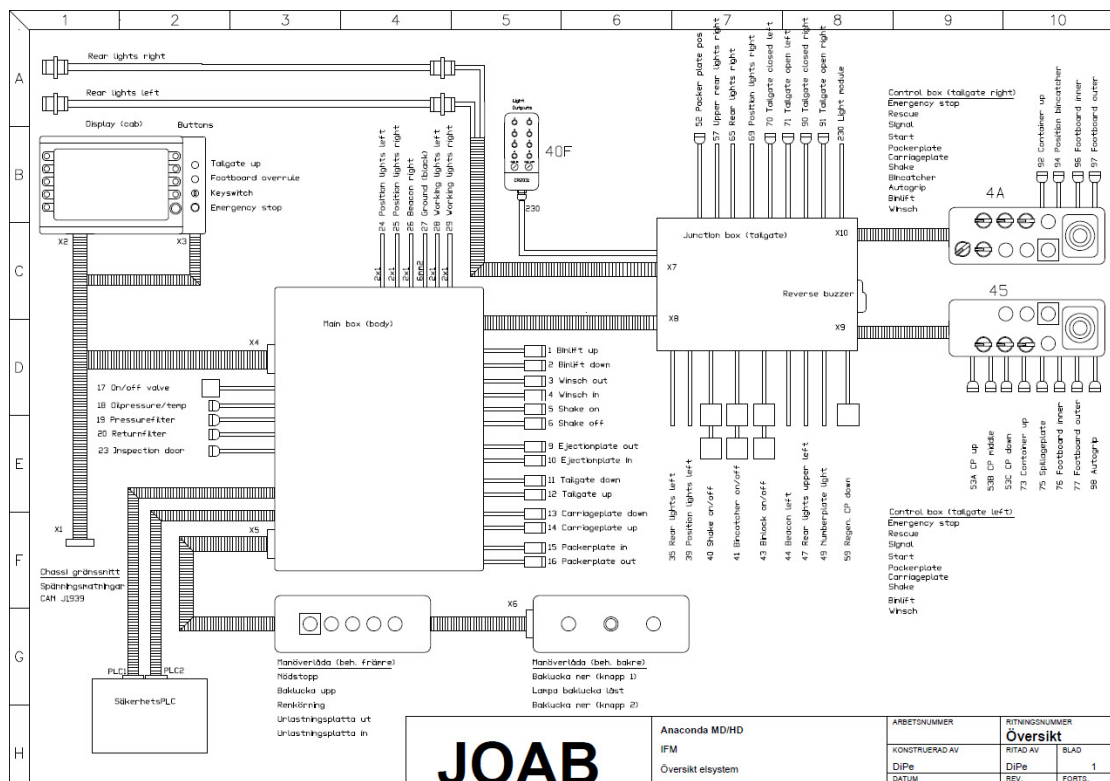 1 2 3 4 5 6 7 8 9 10
A
B
C
D
E
F
G
H
Rear lights right
Rear lights left
Display (cab)
Buttons
Tailgate up
Footboard overrule
Keyswitch
Emergency stop
X2
X3
24 Position lights left
25 Position lights right
26 Beacon right
27 Ground (black)
28 Working lights left
29 Working lights right
2x1
2x1
2x1
6mm2
2x1
2x1
Light
Outputs
CR2031
40F
230
52 Packer plate pos
57 Upper rear lights right
65 Rear lights right
69 Position lights right
70 Tailgate closed left
71 Tailgate open left
90 Tailgate closed right
91 Tailgate open right
230 Light module
Junction box (tailgate)
X10
X7
Reverse buzzer
X8
X9
Control box (tailgate right)
Emergency stop
Rescue
Signal
Start
Packerplate
Carriageplate
Shake
Bincatcher
Autogrip
Binlift
Winsch
92 Container up
94 Position bincatcher
96 Footboard inner
97 Footboard outer
4A
45
Main box (body)
X4
17 On/off valve
18 Oilpressure/temp
19 Pressurefilter
20 Returnfilter
23 Inspection door
X5
1 Binlift up
2 Binlift down
3 Winsch out
4 Winsch in
5 Shake on
6 Shake off
9 Ejectionplate out
10 Ejectionplate in
11 Tailgate down
12 Tailgate up
13 Carriageplate down
14 Carriageplate up
15 Packerplate in
16 Packerplate out
35 Rear lights left
39 Position lights left
40 Shake on/off
41 Bincatcher on/off
43 Binlock on/off
44 Beacon left
47 Rear lights upper left
49 Numberplate light
59 Regen. CP down
53A CP up
53B CP middle
53C CP down
73 Container up
75 Spillageplate
76 Footboard inner
77 Footboard outer
98 Autogrip
Control box (tailgate left)
Emergency stop
Rescue
Signal
Start
Packerplate
Carriageplate
Shake
Binlift
Winsch
X1
Chassi gränssnitt
Spänningsmatningar
CAN J1939
PLC1
PLC2
SäkerhetsPLC
X6
Manöverlåda (beh. främre)
Nödstopp
Baklucka upp
Renkörning
Urlastningsplatta ut
Urlastningsplatta in
Manöverlåda (beh. bakre)
Baklucka ner (knapp 1)
Lampa baklucka låst
Baklucka ner (knapp 2)
JOAB
Anaconda MD/HD
IFM
Översikt elsystem
ARBETSNUMMER
RITNINGSNUMMER
Översikt
KONSTRUERAD AV
RITAD AV
BLAD
DiPe
DiPe
1
DATUM
REV.
FORTS.